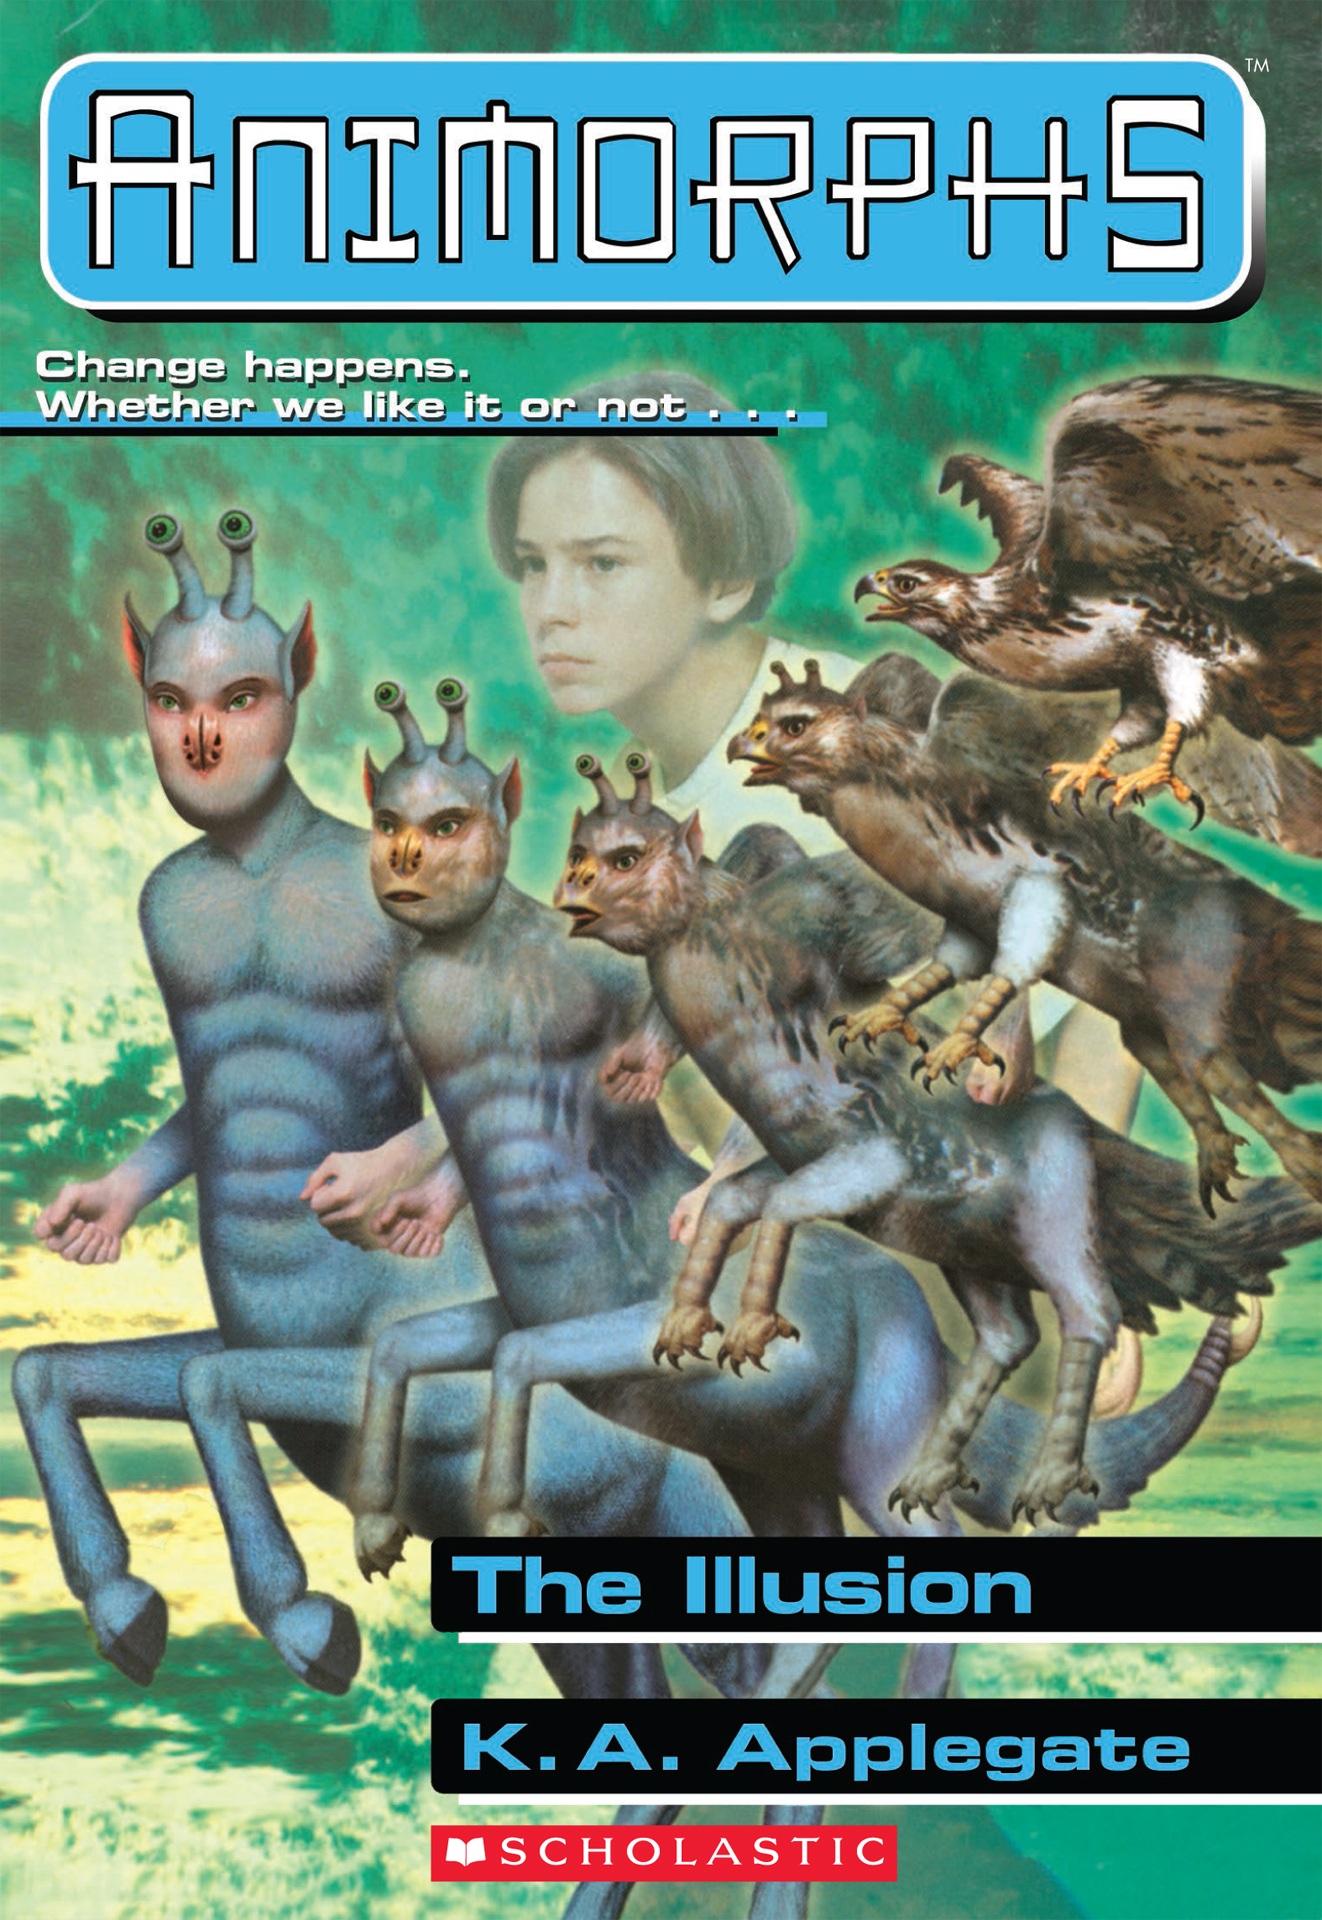 ANIMORPHS
TM
Change happens.
Whether we like it or not . . .
The Illusion
K. A. Applegate
SCHOLASTIC